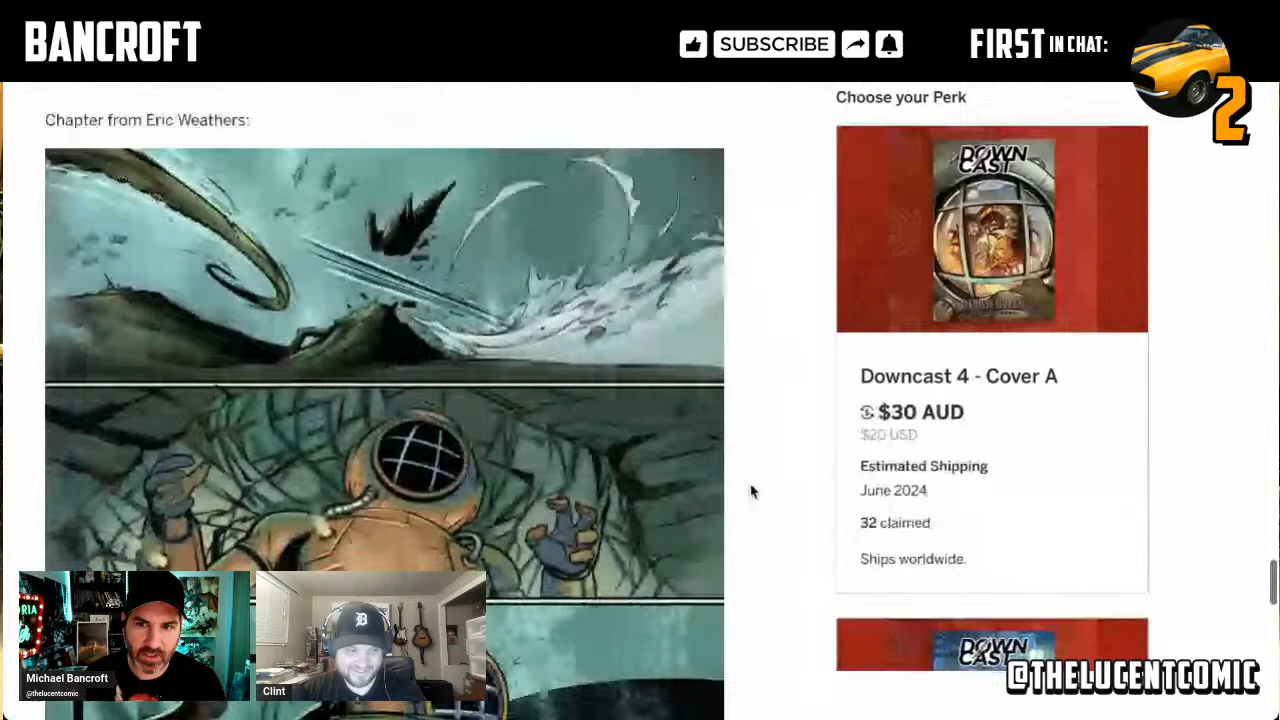 BANCROFT
SUBSCRIBE
FIRST IN CHAT:
2
Chapter from Eric Weathers:
Choose your Perk
DOWN
CAST
Downcast 4 - Cover A
$30 AUD
$20 USD
Estimated Shipping
June 2024
32 claimed
Ships worldwide.
DOWN
CAST
RIA
D
Michael Bancroft
@thelucentcomic
Clint
@THELUCENTCOMIC